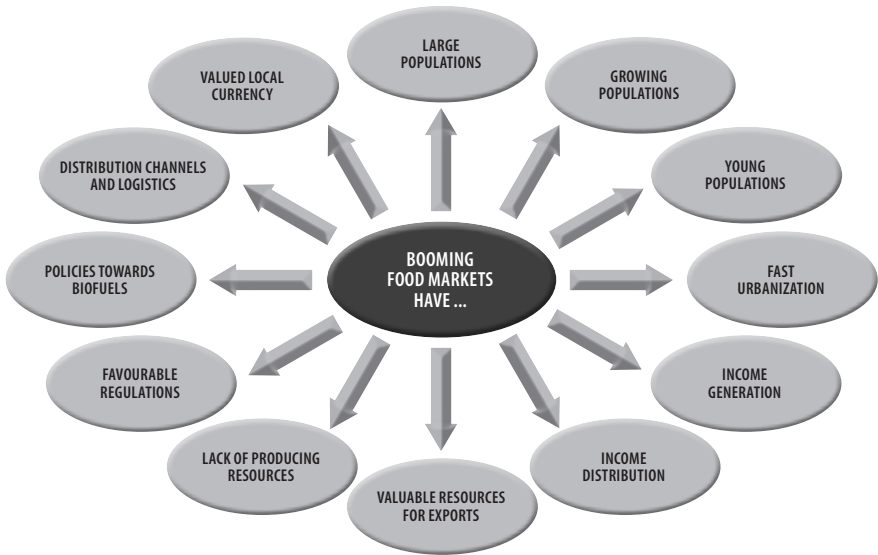 BOOMING
FOOD MARKETS
HAVE ...
LARGE
POPULATIONS
GROWING
POPULATIONS
YOUNG
POPULATIONS
FAST
URBANIZATION
INCOME
GENERATION
INCOME
DISTRIBUTION
VALUABLE RESOURCES
FOR EXPORTS
LACK OF PRODUCING
RESOURCES
FAVOURABLE
REGULATIONS
POLICIES TOWARDS
BIOFUELS
DISTRIBUTION CHANNELS
AND LOGISTICS
VALUED LOCAL
CURRENCY